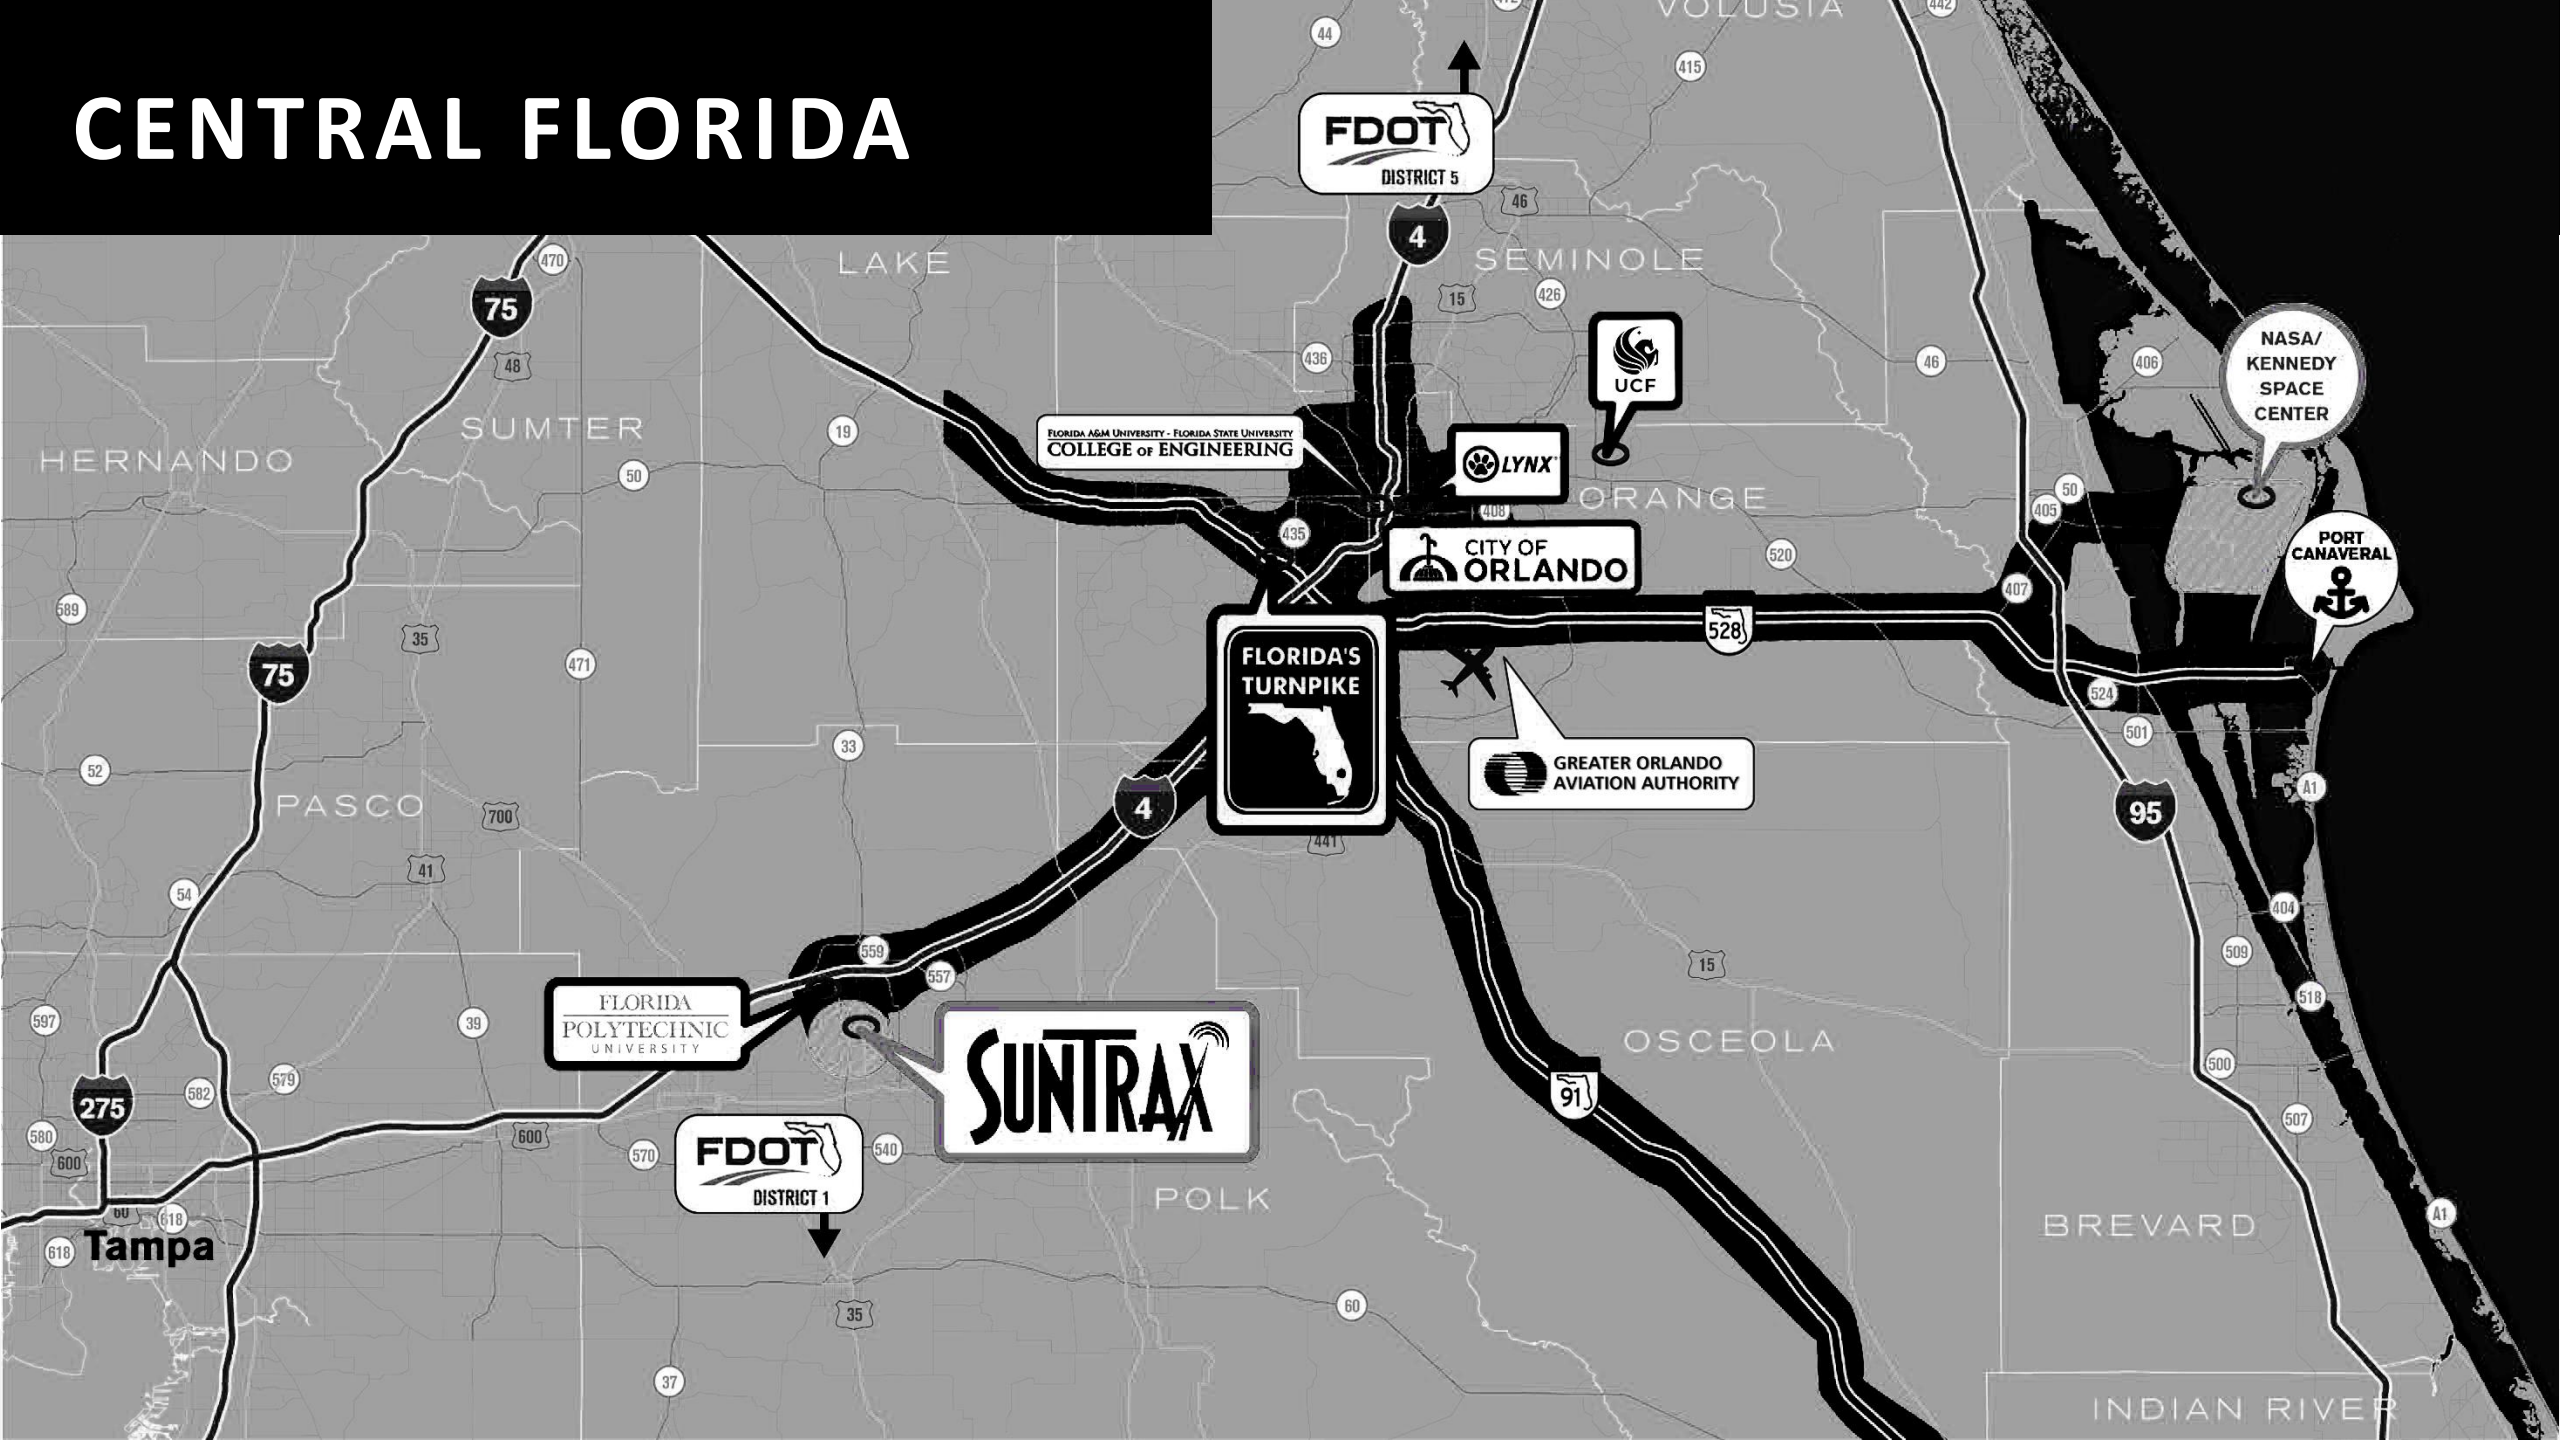 CENTRAL FLORIDA
VOLUSIA
442
44
415
FDOT
DISTRICT 5
46
4
470
LAKE
SEMINOLE
75
15
426
48
436
UCF
46
406
NASA/
KENNEDY
SPACE
CENTER
SUMTER
19
FLORIDA A&M UNIVERSITY - FLORIDA STATE UNIVERSITY
COLLEGE OF ENGINEERING
LYNX
HERNANDO
50
ORANGE
50
408
405
435
CITY OF
ORLANDO
520
PORT
CANAVERAL
589
407
35
528
471
75
FLORIDA'S
TURNPIKE
524
501
33
52
GREATER ORLANDO
AVIATION AUTHORITY
A1
PASCO
700
4
95
441
41
54
404
559
509
557
15
518
FLORIDA
POLYTECHNIC
UNIVERSITY
597
39
SUNTRAX
OSCEOLA
500
579
582
275
91
507
580
600
600
570
FDOT
DISTRICT 1
540
POLK
60
618
A1
618
Tampa
BREVARD
35
60
37
INDIAN RIVER